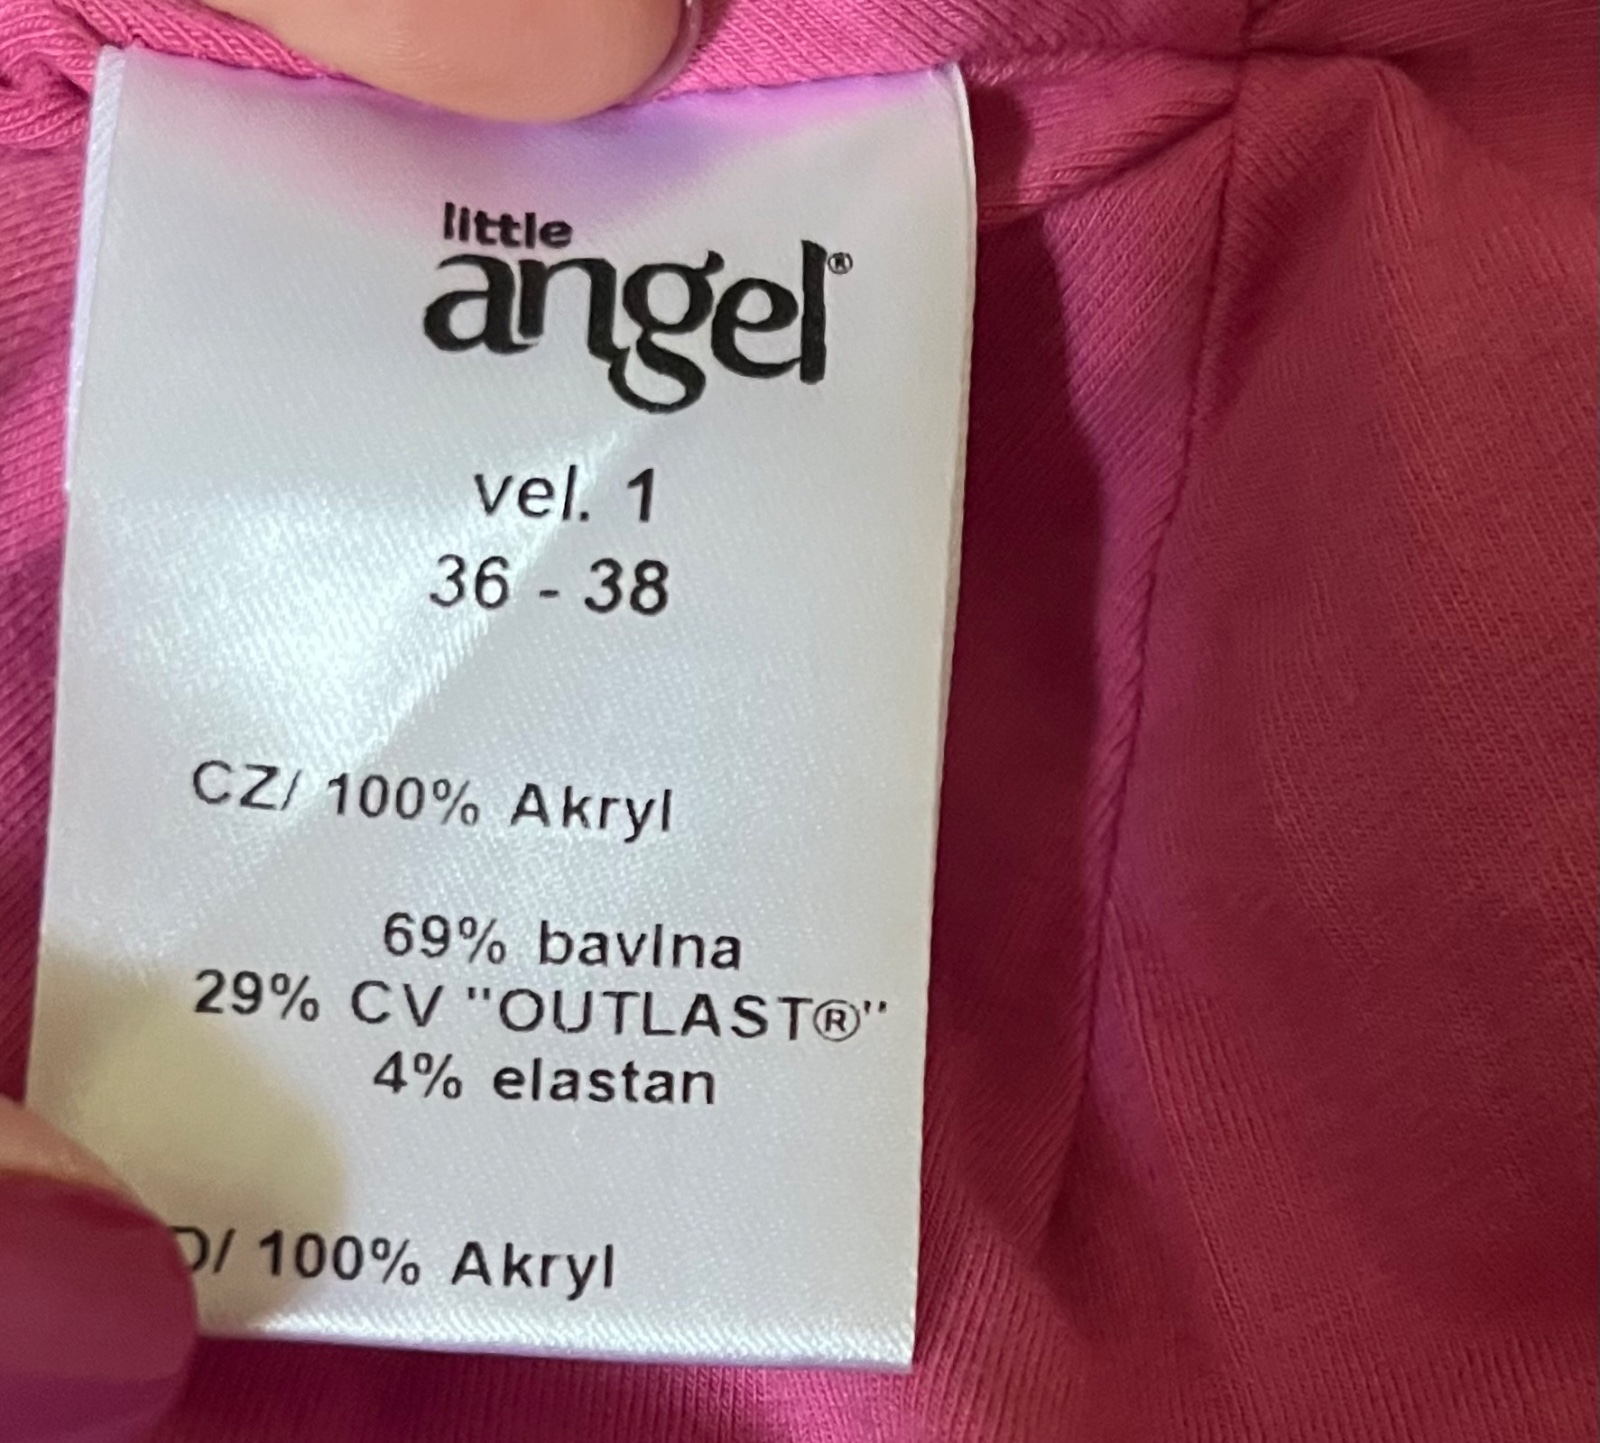 little
angel®
vel. 1
36 - 38
CZ/ 100% Akryl
69% bavlna
29% CV "OUTLAST®"
4% elastan
/ 100% Akryl